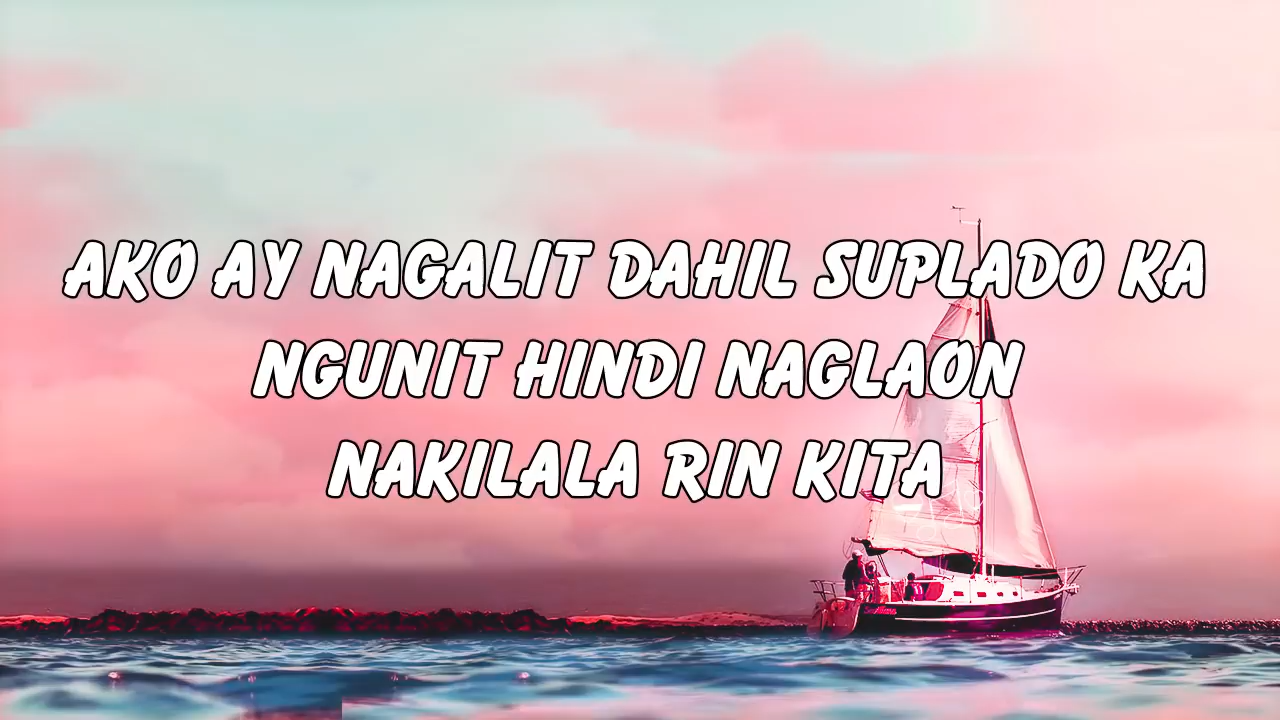 AKO AY NAGALIT DAHIL SUPLADO KA
NGUNIT HINDI NAGLAON
NAKILALA RIN KITA